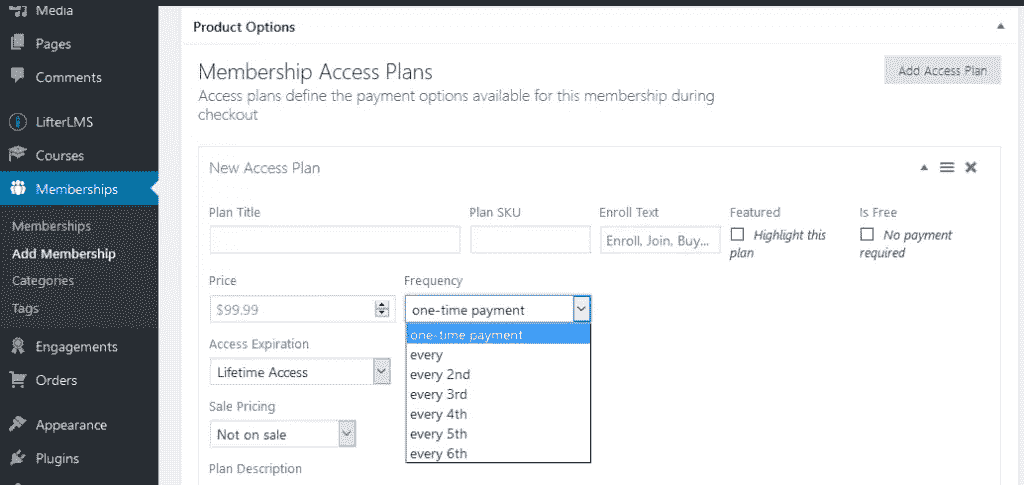 Media
Pages
Comments
LifterLMS
Courses
Memberships
Memberships
Add Membership
Categories
Tags
Engagements
Orders
Appearance
Plugins
Product Options
Membership Access Plans
Add Access Plan
Access plans define the payment options available for this membership during
checkout
New Access Plan
Plan Title
Plan SKU
Enroll Text
Featured
Is Free
Enroll, Join, Buy...
Highlight this
plan
No payment
required
Price
Frequency
$99.99
one-time payment
one-time payment
every
every 2nd
every 3rd
every 4th
every 5th
every 6th
Access Expiration
Lifetime Access
Sale Pricing
Not on sale
Plan Description